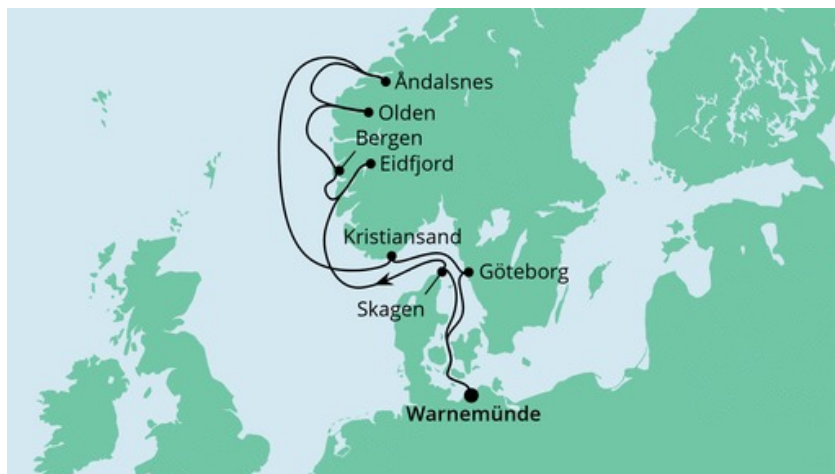 Åndalsnes
Olden
Bergen
Eidfjord
Kristiansand
Göteborg
Skagen
Warnemünde